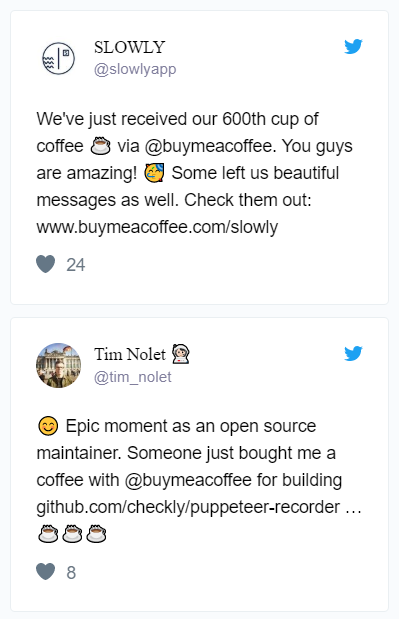 SLOWLY
@slowlyapp
We've just received our 600th cup of
coffee ☕ via @buymeacoffee. You guys
are amazing! 🥳 Some left us beautiful
messages as well. Check them out:
www.buymeacoffee.com/slowly
24
Tim Nolet 👩‍🚀
@tim_nolet
😊 Epic moment as an open source
maintainer. Someone just bought me a
coffee with @buymeacoffee for building
github.com/checkly/puppeteer-recorder …
☕☕☕
8